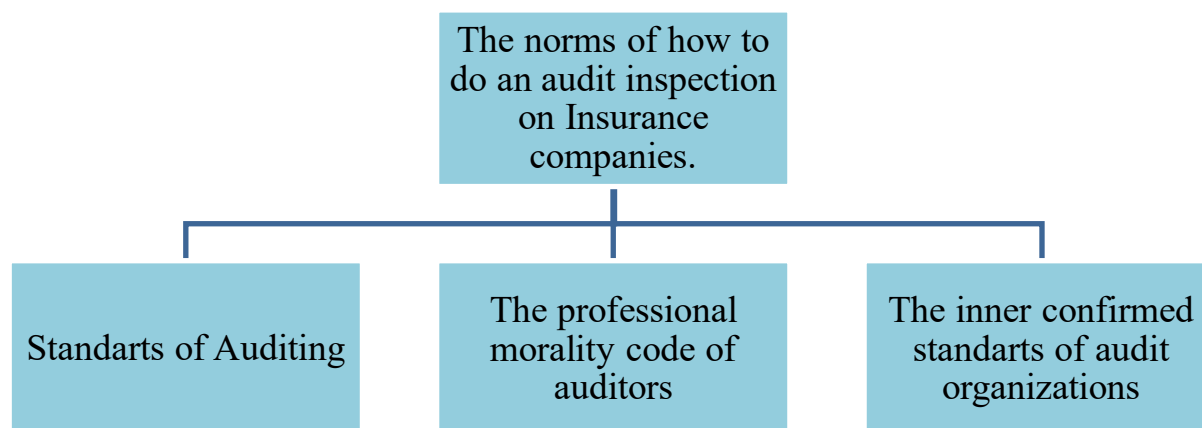 The norms of how to
do an audit inspection
on Insurance
companies.
Standarts of Auditing
The professional
morality code of
auditors
The inner confirmed
standarts of audit
organizations